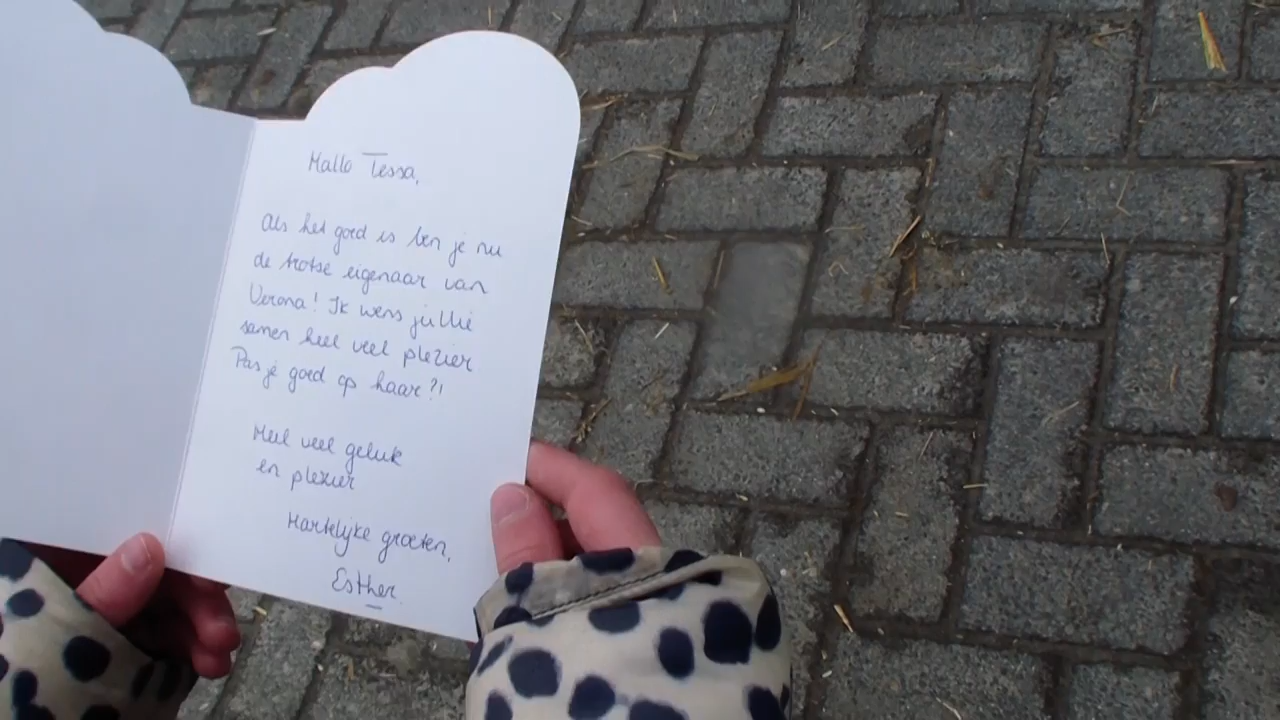 Hallo Tessa,
Als het goed is ben je nu
de trotse eigenaar van
Verona! Ik wens jullie
samen heel veel plezier
Pas je goed op haar?!
Heel veel geluk
en plezier
Hartelijke groeten,
Esther.